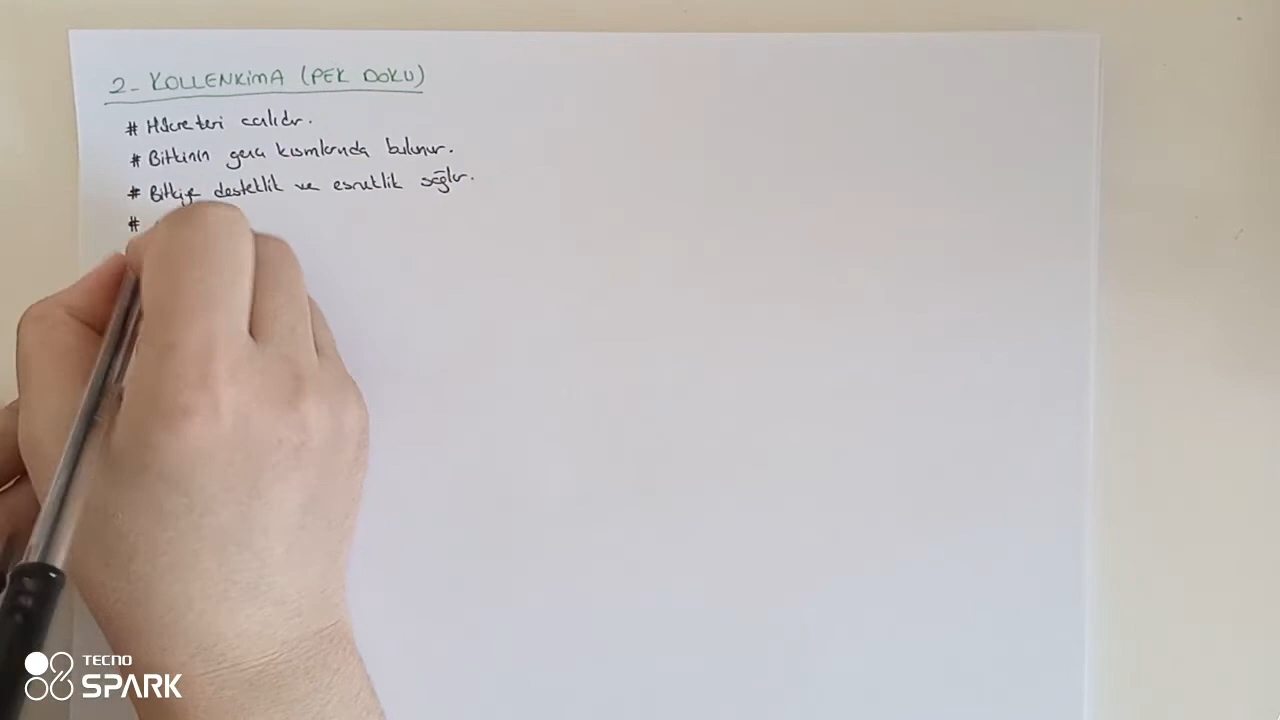 2- KOLLENKİMA (PEK DOKU)
# Hücreleri canlıdır.
# Bitkinin genç kısımlarında bulunur.
# Bitkiye desteklik ve esneklik sağlar.
#
TECNO
SPARK